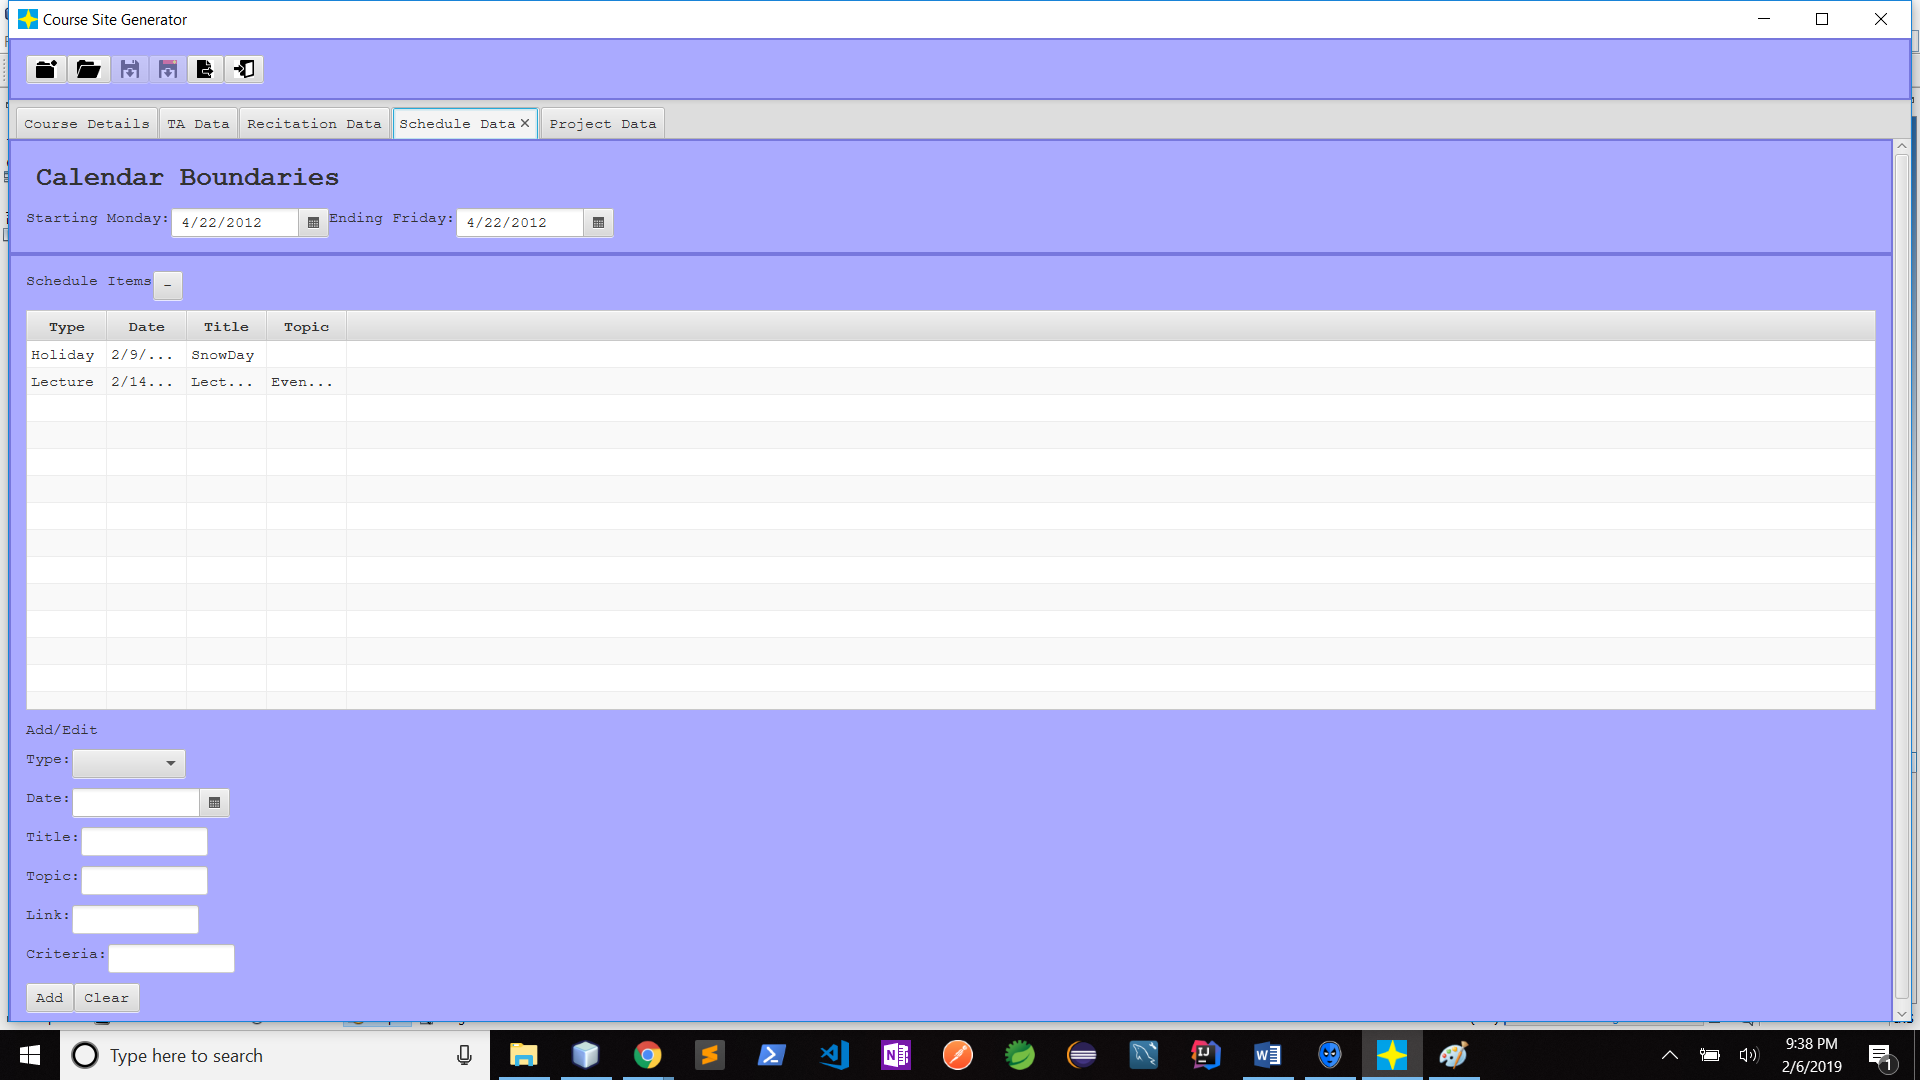 Course Site Generator
Course Details TA Data Recitation Data Schedule Data Project Data
Calendar Boundaries
Starting Monday: 4/22/2012 Ending Friday: 4/22/2012
Schedule Items -
Type Date Title Topic
Holiday 2/9/... SnowDay
Lecture 2/14... Lect... Even...
Add/Edit
Type:
Date:
Title:
Topic:
Link:
Criteria:
Add Clear
Type here to search
9:38 PM
2/6/2019
1